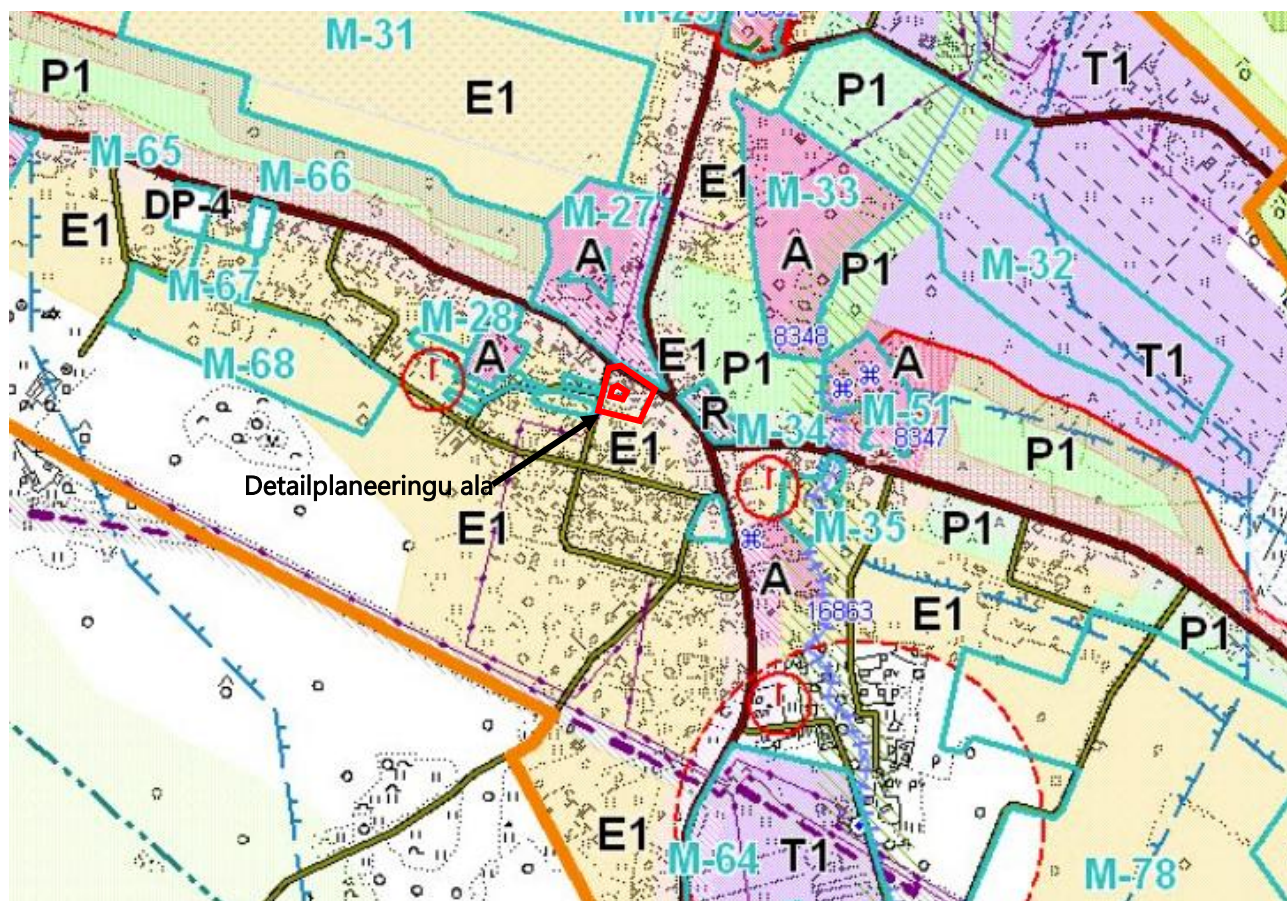 M-31
P1
E1
T1
P1
M-65
M-66
E1
M-33
M-27
DP-4
E1
A
A
P1
M-32
M-67
M-28
8348
A
E1
P1
A
T1
M-68
R
M-51
M-34
8347
E1
P1
Detailplaneeringu ala
E1
M-35
P1
A
16863
E1
P1
E1
M-64
T1
M-78